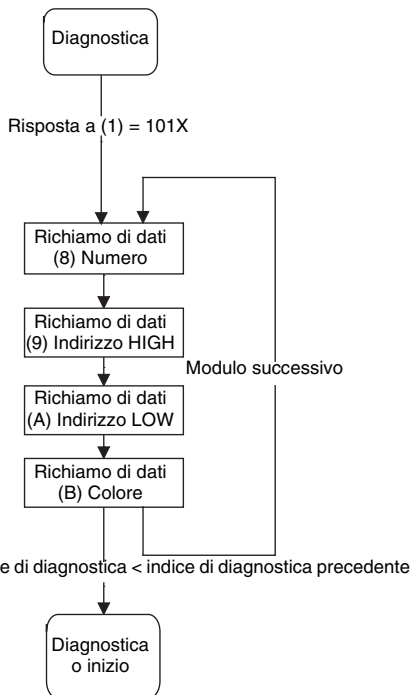 Diagnostica
Risposta a (1) = 101X
Richiamo di dati
(8) Numero
Richiamo di dati
(9) Indirizzo HIGH
Modulo successivo
Richiamo di dati
(A) Indirizzo LOW
Richiamo di dati
(B) Colore
di diagnostica < indice di diagnostica precedente
Diagnostica
o inizio